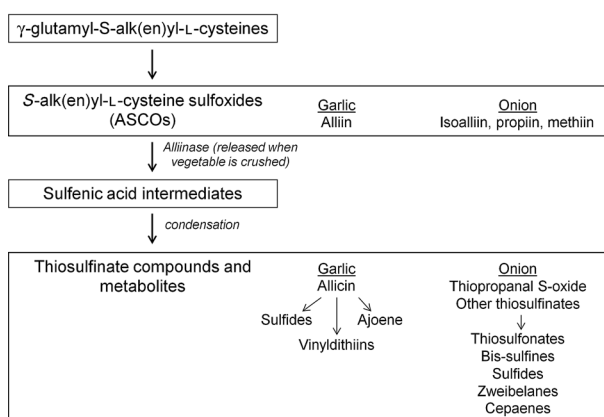 γ-glutamyl-S-alk(en)yl-L-cysteines
S-alk(en)yl-L-cysteine sulfoxides
(ASCOs)
Garlic
Alliin
Onion
Isoalliin, propiin, methiin
Alliinase (released when
vegetable is crushed)
Sulfenic acid intermediates
condensation
Thiosulfinate compounds and
metabolites
Garlic
Allicin
Sulfides
Ajoene
Vinyldithiins
Onion
Thiopropanal S-oxide
Other thiosulfinates
Thiosulfonates
Bis-sulfines
Sulfides
Zweibelanes
Cepaenes